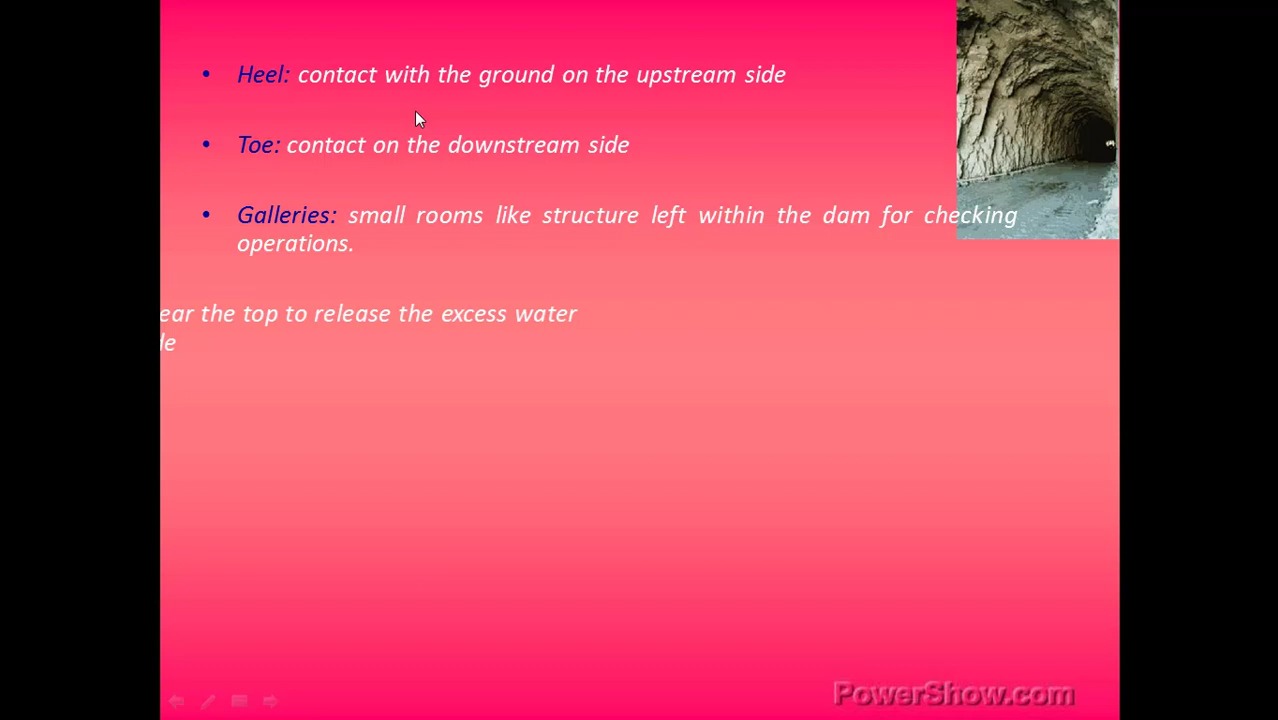 • Heel: contact with the ground on the upstream side
• Toe: contact on the downstream side
• Galleries: small rooms like structure left within the dam for checking
operations.
the top to release the excess water
PowerShow.com